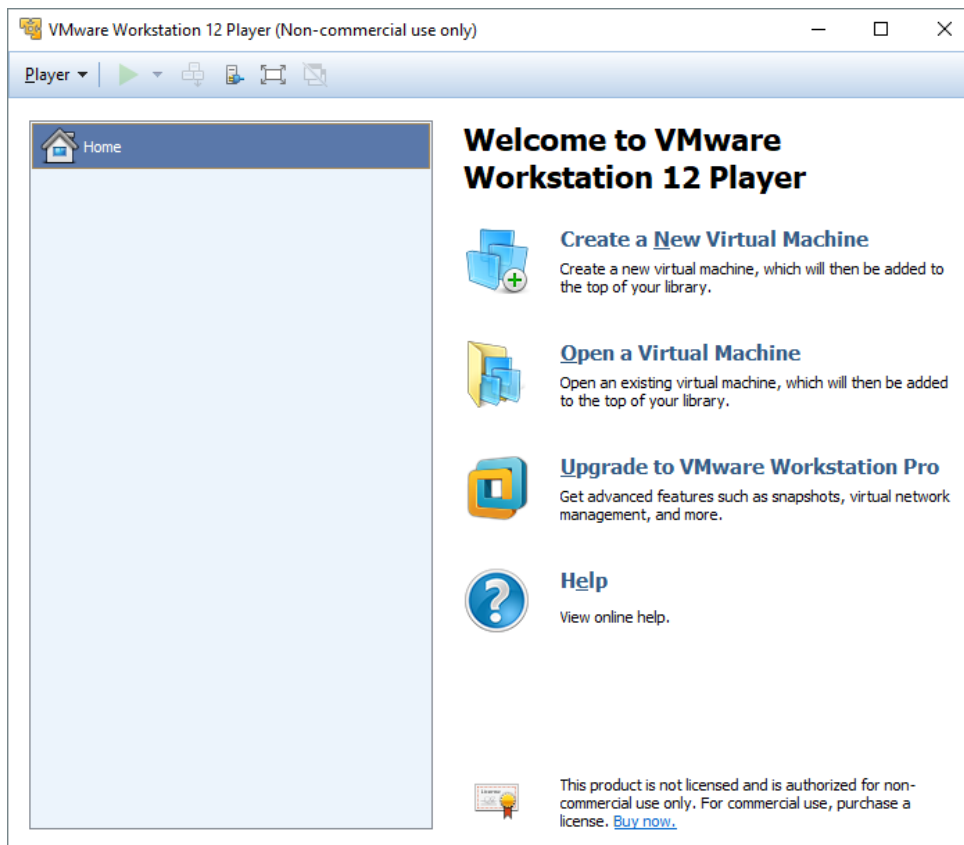 VMware Workstation 12 Player (Non-commercial use only)
Player
Home
Welcome to VMware
Workstation 12 Player
Create a New Virtual Machine
Create a new virtual machine, which will then be added to
the top of your library.
Open a Virtual Machine
Open an existing virtual machine, which will then be added
to the top of your library.
Upgrade to VMware Workstation Pro
Get advanced features such as snapshots, virtual network
management, and more.
Help
View online help.
This product is not licensed and is authorized for non-
commercial use only. For commercial use, purchase a
license. Buy now.